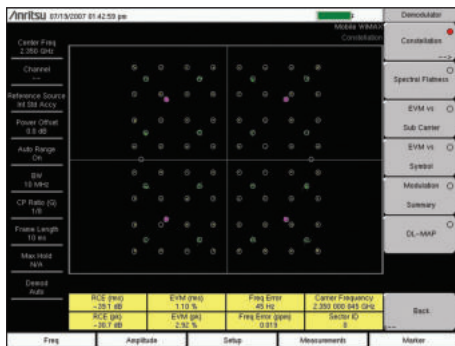 Anritsu 07/19/2007 01:42:59 pm
Mobile WiMAX
Constellation
Center Freq
2.350 GHz
Channel
--
Reference Source
Int Std Accy
Power Offset
0.0 dB
Auto Range
On
BW
10 MHz
CP Ratio (G)
1/8
Frame Length
10 ms
Max Hold
N/A
Demod
Auto
RCE (rms)
-39.1 dB
EVM (rms)
1.10 %
Freq Error
45 Hz
Carrier Frequency
2.350 000 045 GHz
RCE (pk)
-30.7 dB
EVM (pk)
2.92 %
Freq Error (ppm)
0.019
Sector ID
0
Demodulator
Constellation
-->
Spectral Flatness
EVM vs
Sub Carrier
EVM vs
Symbol
Modulation
Summary
DL-MAP
Back
<--
Freq
Amplitude
Setup
Measurements
Marker